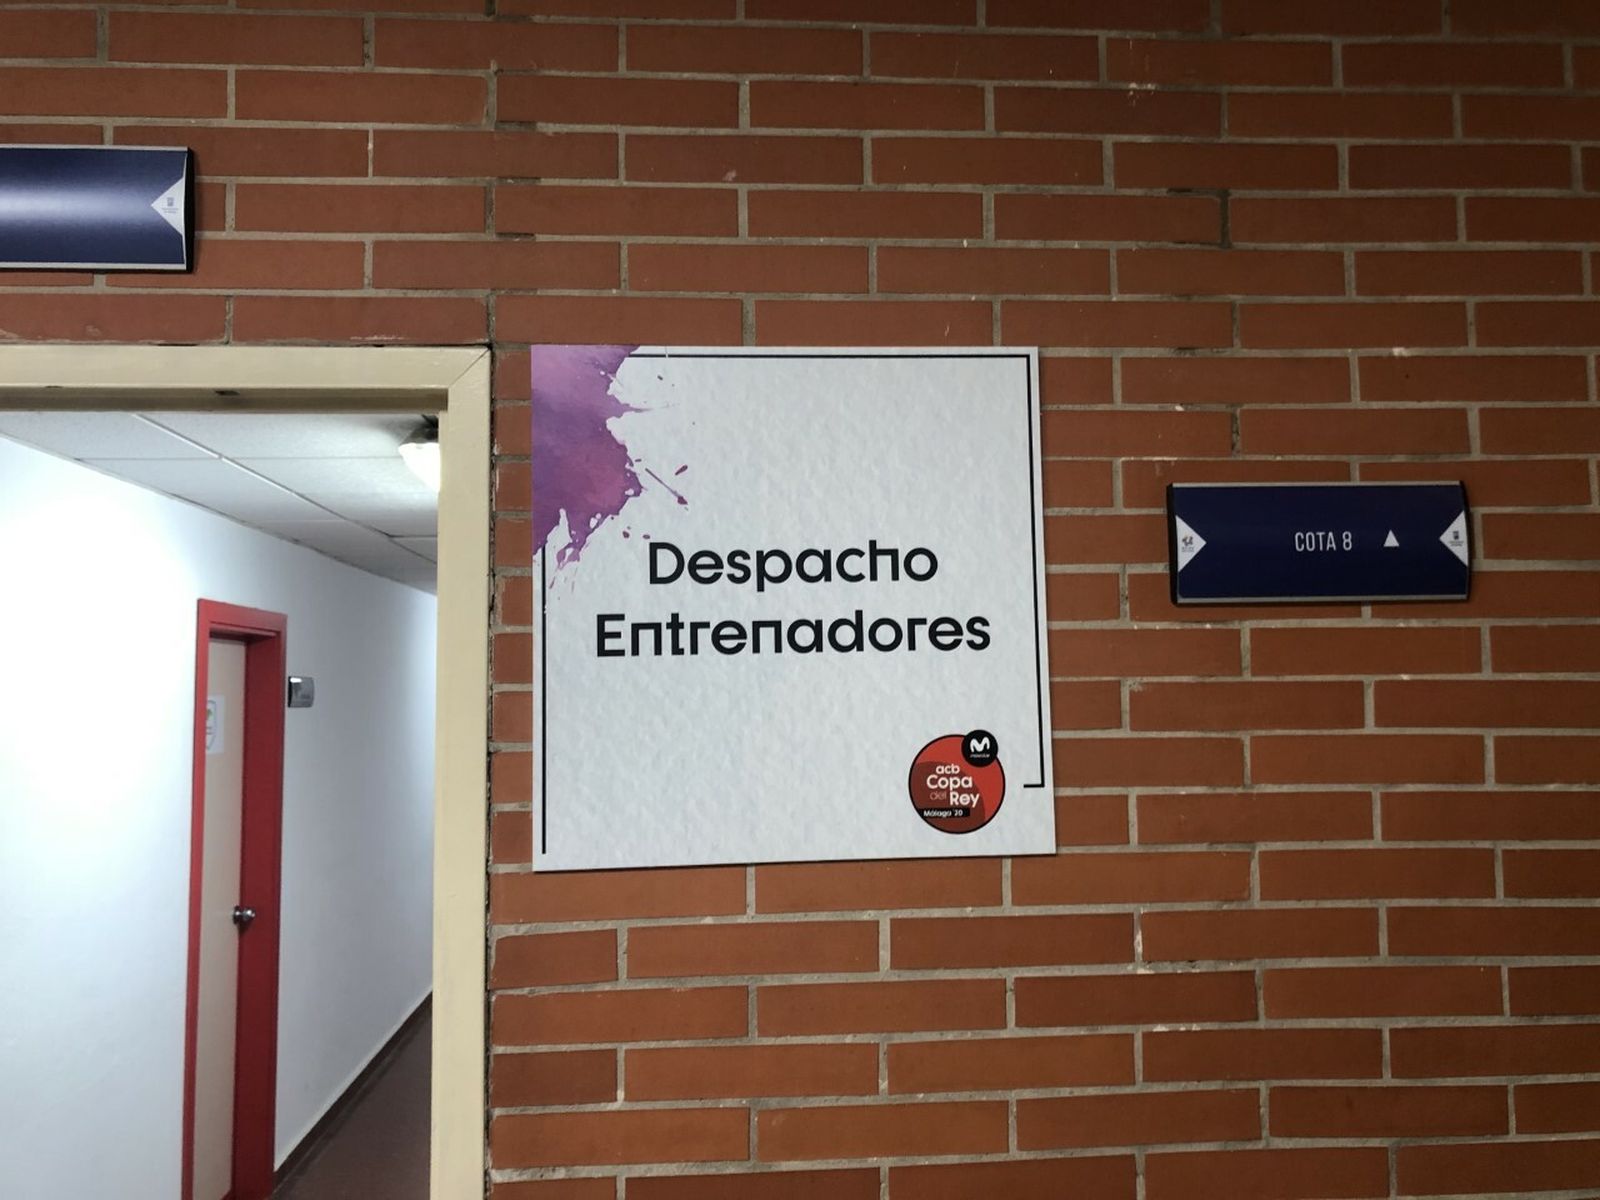 Despacho
Entrenadores
acb
Copa
del Rey
Málaga '20
COTA 8